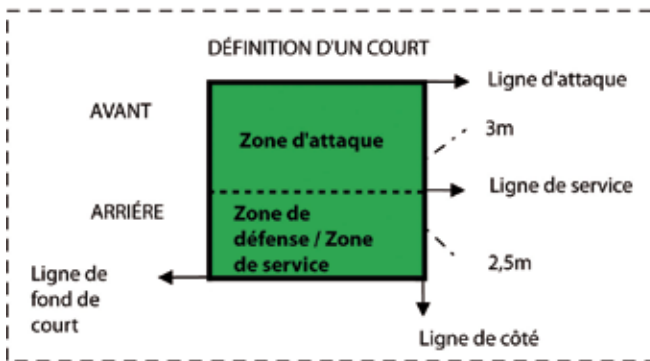 DÉFINITION D'UN COURT
Ligne d'attaque
AVANT
3m
Zone d'attaque
Ligne de service
ARRIÉRE
Zone de
défense / Zone
de service
2,5m
Ligne de
fond de
court
Ligne de côté